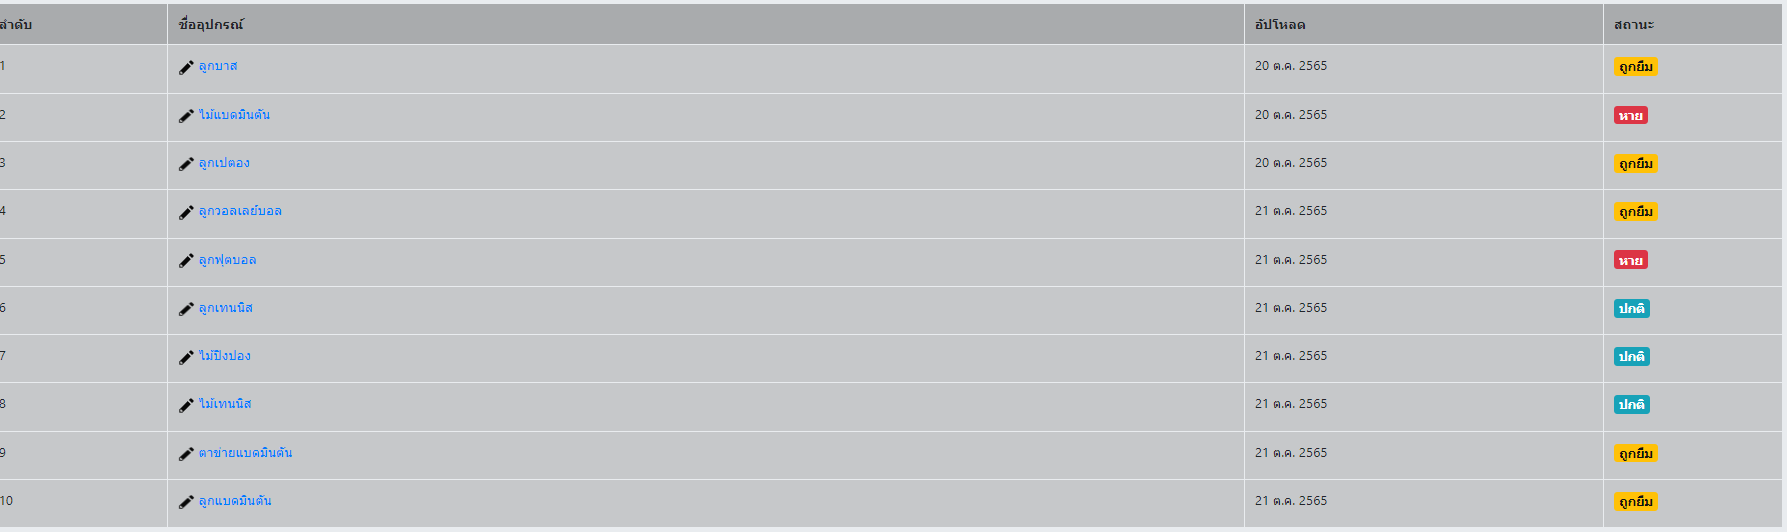 ลำดับ ชื่ออุปกรณ์ อัปโหลด สถานะ
1 ลูกบาส 20 ต.ค. 2565 ถูกยืม
2 ไม้แบดมินตัน 20 ต.ค. 2565 หาย
3 ลูกเปตอง 20 ต.ค. 2565 ถูกยืม
4 ลูกวอลเลย์บอล 21 ต.ค. 2565 ถูกยืม
5 ลูกฟุตบอล 21 ต.ค. 2565 หาย
6 ลูกเทนนิส 21 ต.ค. 2565 ปกติ
7 ไม้ปิงปอง 21 ต.ค. 2565 ปกติ
8 ไม้เทนนิส 21 ต.ค. 2565 ปกติ
9 ตาข่ายแบดมินตัน 21 ต.ค. 2565 ถูกยืม
10 ลูกแบดมินตัน 21 ต.ค. 2565 ถูกยืม